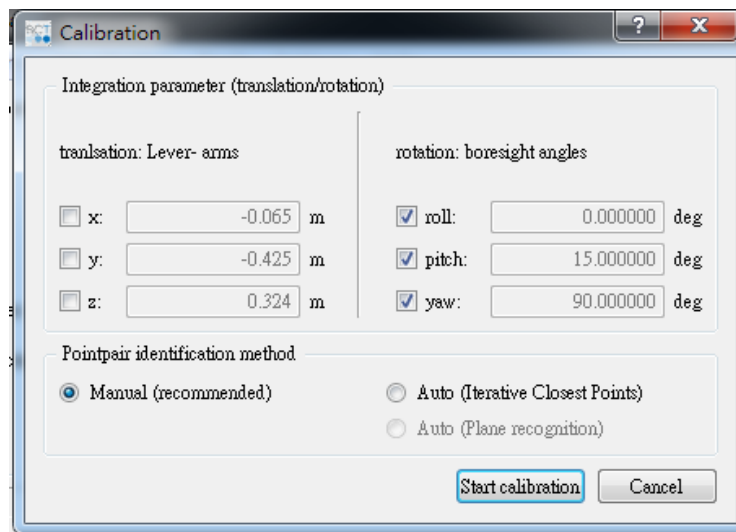 Calibration
Integration parameter (translation/rotation)
tranlsation: Lever- arms
rotation: boresight angles
x: -0.065 m
roll: 0.000000 deg
y: -0.425 m
pitch: 15.000000 deg
z: 0.324 m
yaw: 90.000000 deg
Pointpair identification method
Manual (recommended)
Auto (Iterative Closest Points)
Auto (Plane recognition)
Start calibration
Cancel